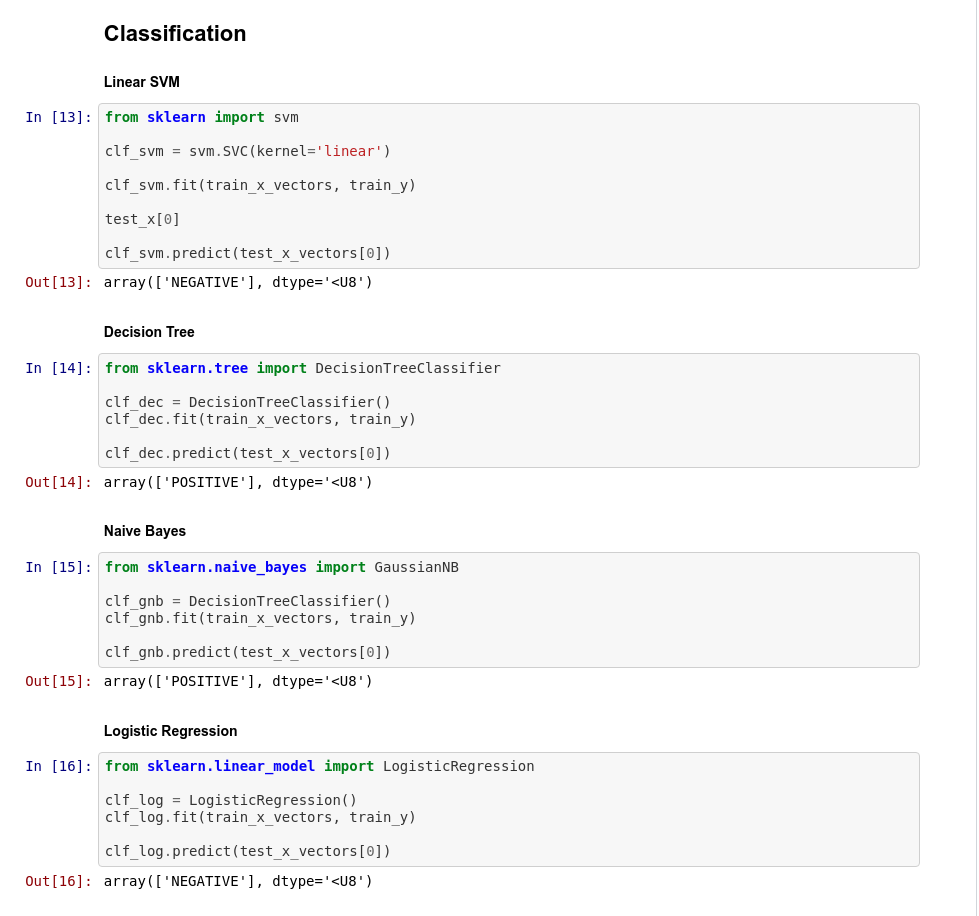 Classification
Linear SVM
In [13]: from sklearn import svm
clf_svm = svm.SVC(kernel='linear')
clf_svm.fit(train_x_vectors, train_y)
test_x[0]
clf_svm.predict(test_x_vectors[0])
Out[13]: array(['NEGATIVE'], dtype='<U8')
Decision Tree
In [14]: from sklearn.tree import DecisionTreeClassifier
clf_dec = DecisionTreeClassifier()
clf_dec.fit(train_x_vectors, train_y)
clf_dec.predict(test_x_vectors[0])
Out[14]: array(['POSITIVE'], dtype='<U8')
Naive Bayes
In [15]: from sklearn.naive_bayes import GaussianNB
clf_gnb = DecisionTreeClassifier()
clf_gnb.fit(train_x_vectors, train_y)
clf_gnb.predict(test_x_vectors[0])
Out[15]: array(['POSITIVE'], dtype='<U8')
Logistic Regression
In [16]: from sklearn.linear_model import LogisticRegression
clf_log = LogisticRegression()
clf_log.fit(train_x_vectors, train_y)
clf_log.predict(test_x_vectors[0])
Out[16]: array(['NEGATIVE'], dtype='<U8')